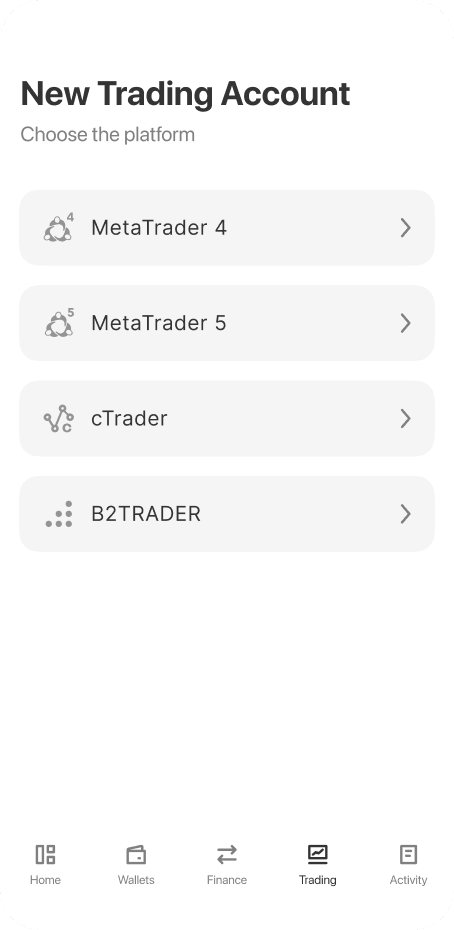 New Trading Account
Choose the platform
4
MetaTrader 4
5
MetaTrader 5
c
cTrader
B2TRADER
Home
Wallets
Finance
Trading
Activity